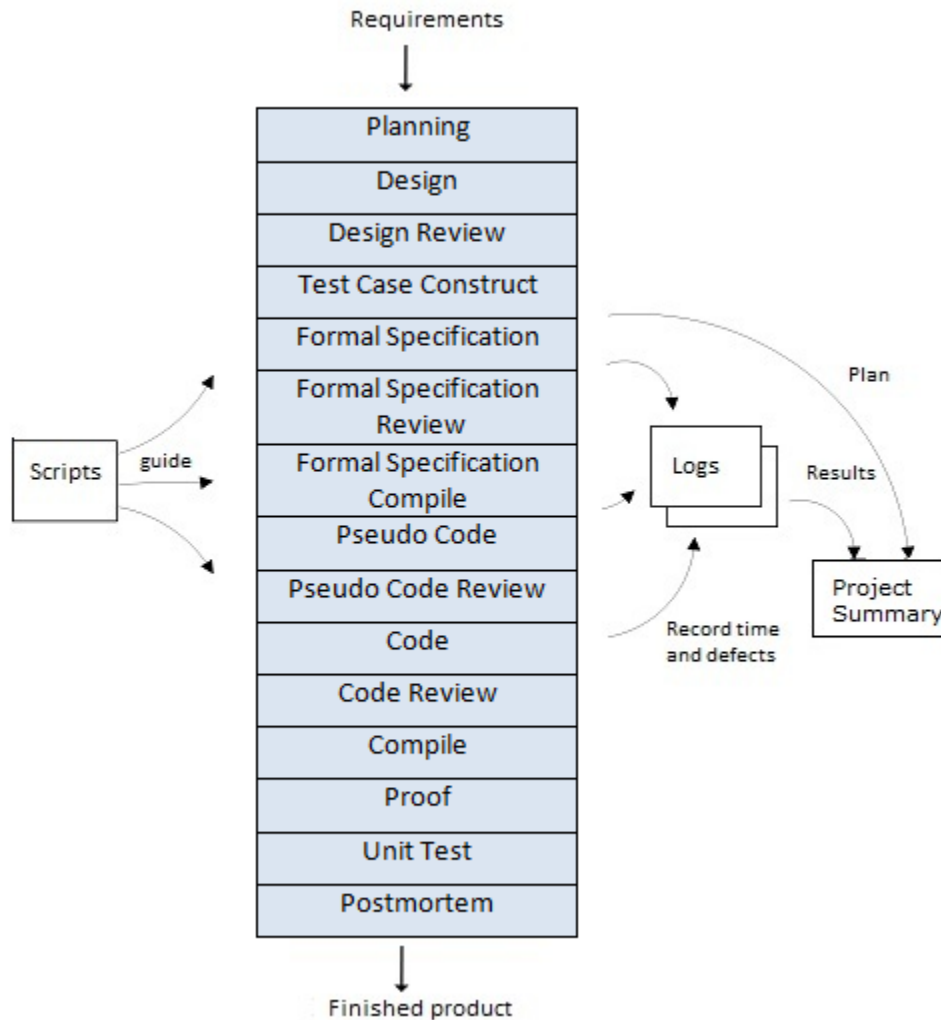 Requirements
Planning
Design
Design Review
Test Case Construct
Formal Specification
Formal Specification
Review
Formal Specification
Compile
Pseudo Code
Pseudo Code Review
Code
Code Review
Compile
Proof
Unit Test
Postmortem
Finished product
Scripts
guide
Logs
Plan
Results
Record time
and defects
Project
Summary